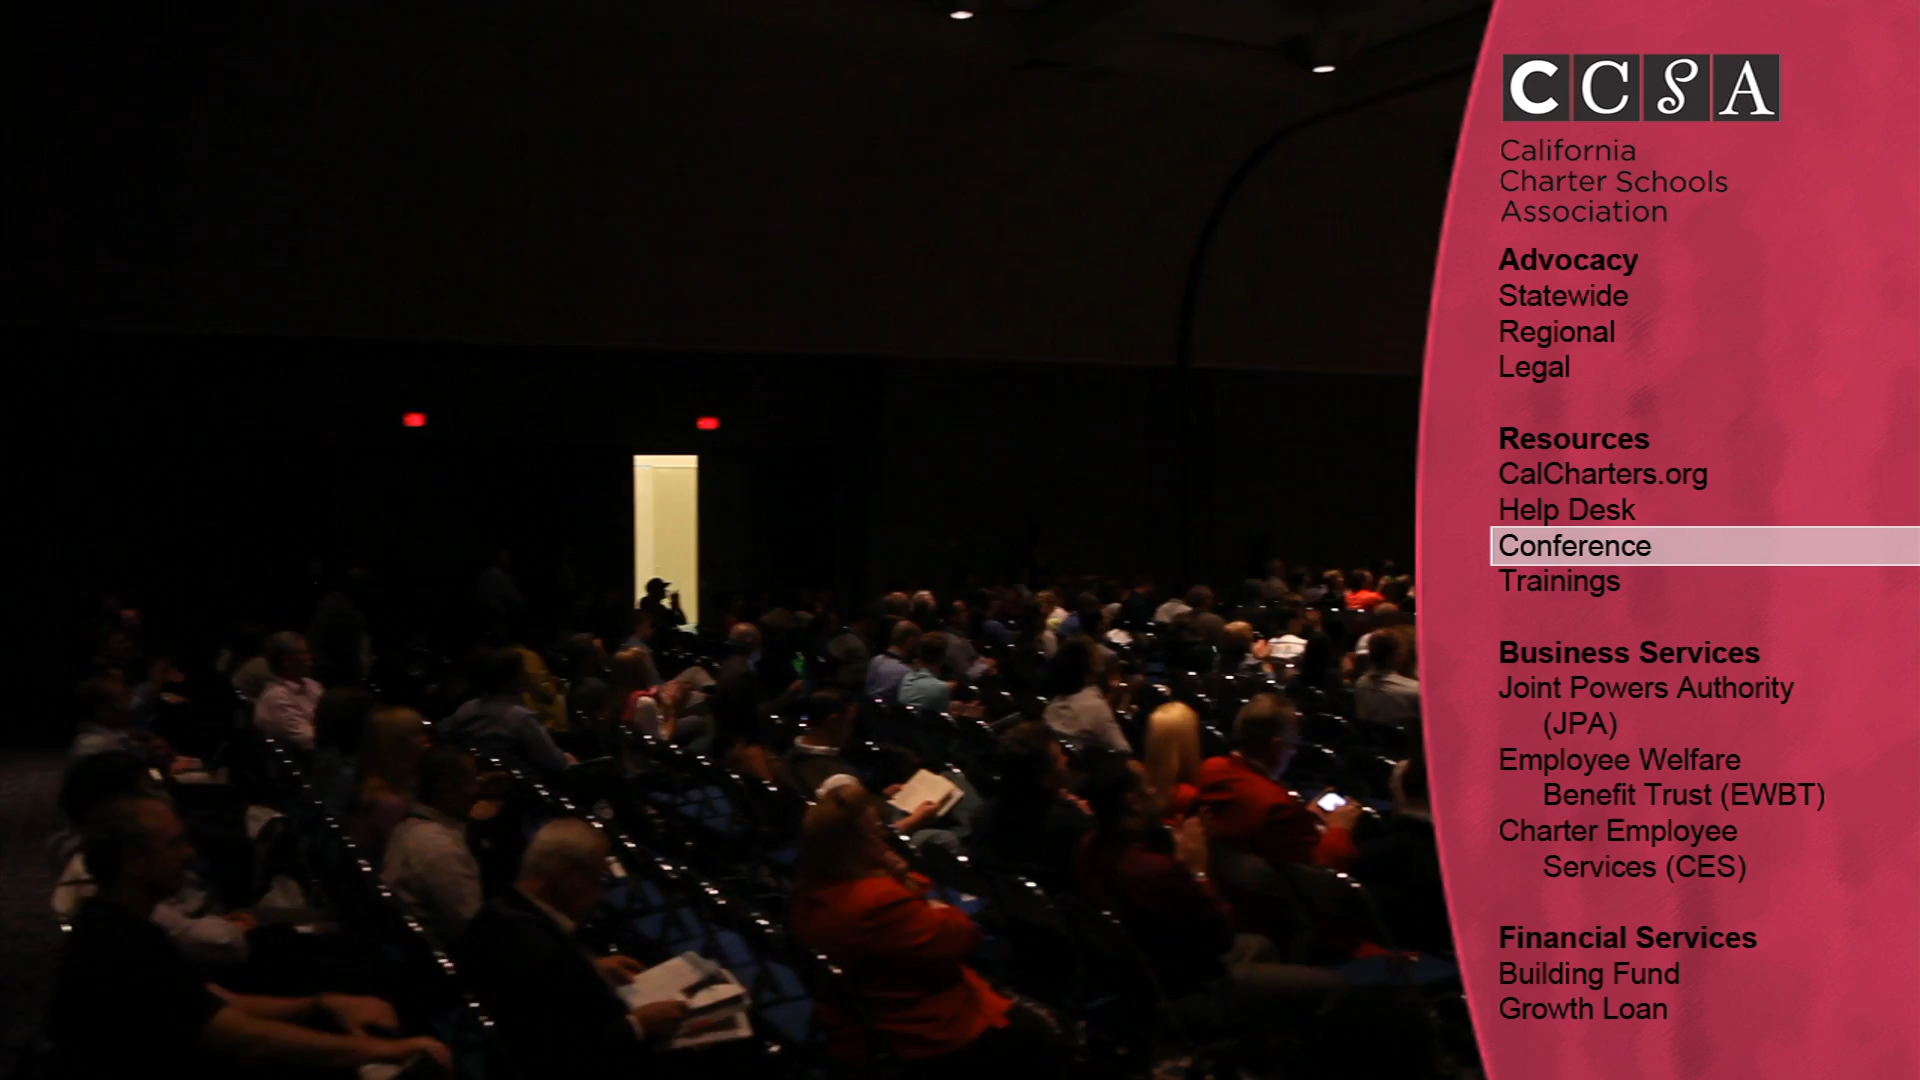 CCSA
California
Charter Schools
Association
Advocacy
Statewide
Regional
Legal
Resources
CalCharters.org
Help Desk
Conference
Trainings
Business Services
Joint Powers Authority
(JPA)
Employee Welfare
Benefit Trust (EWBT)
Charter Employee
Services (CES)
Financial Services
Building Fund
Growth Loan